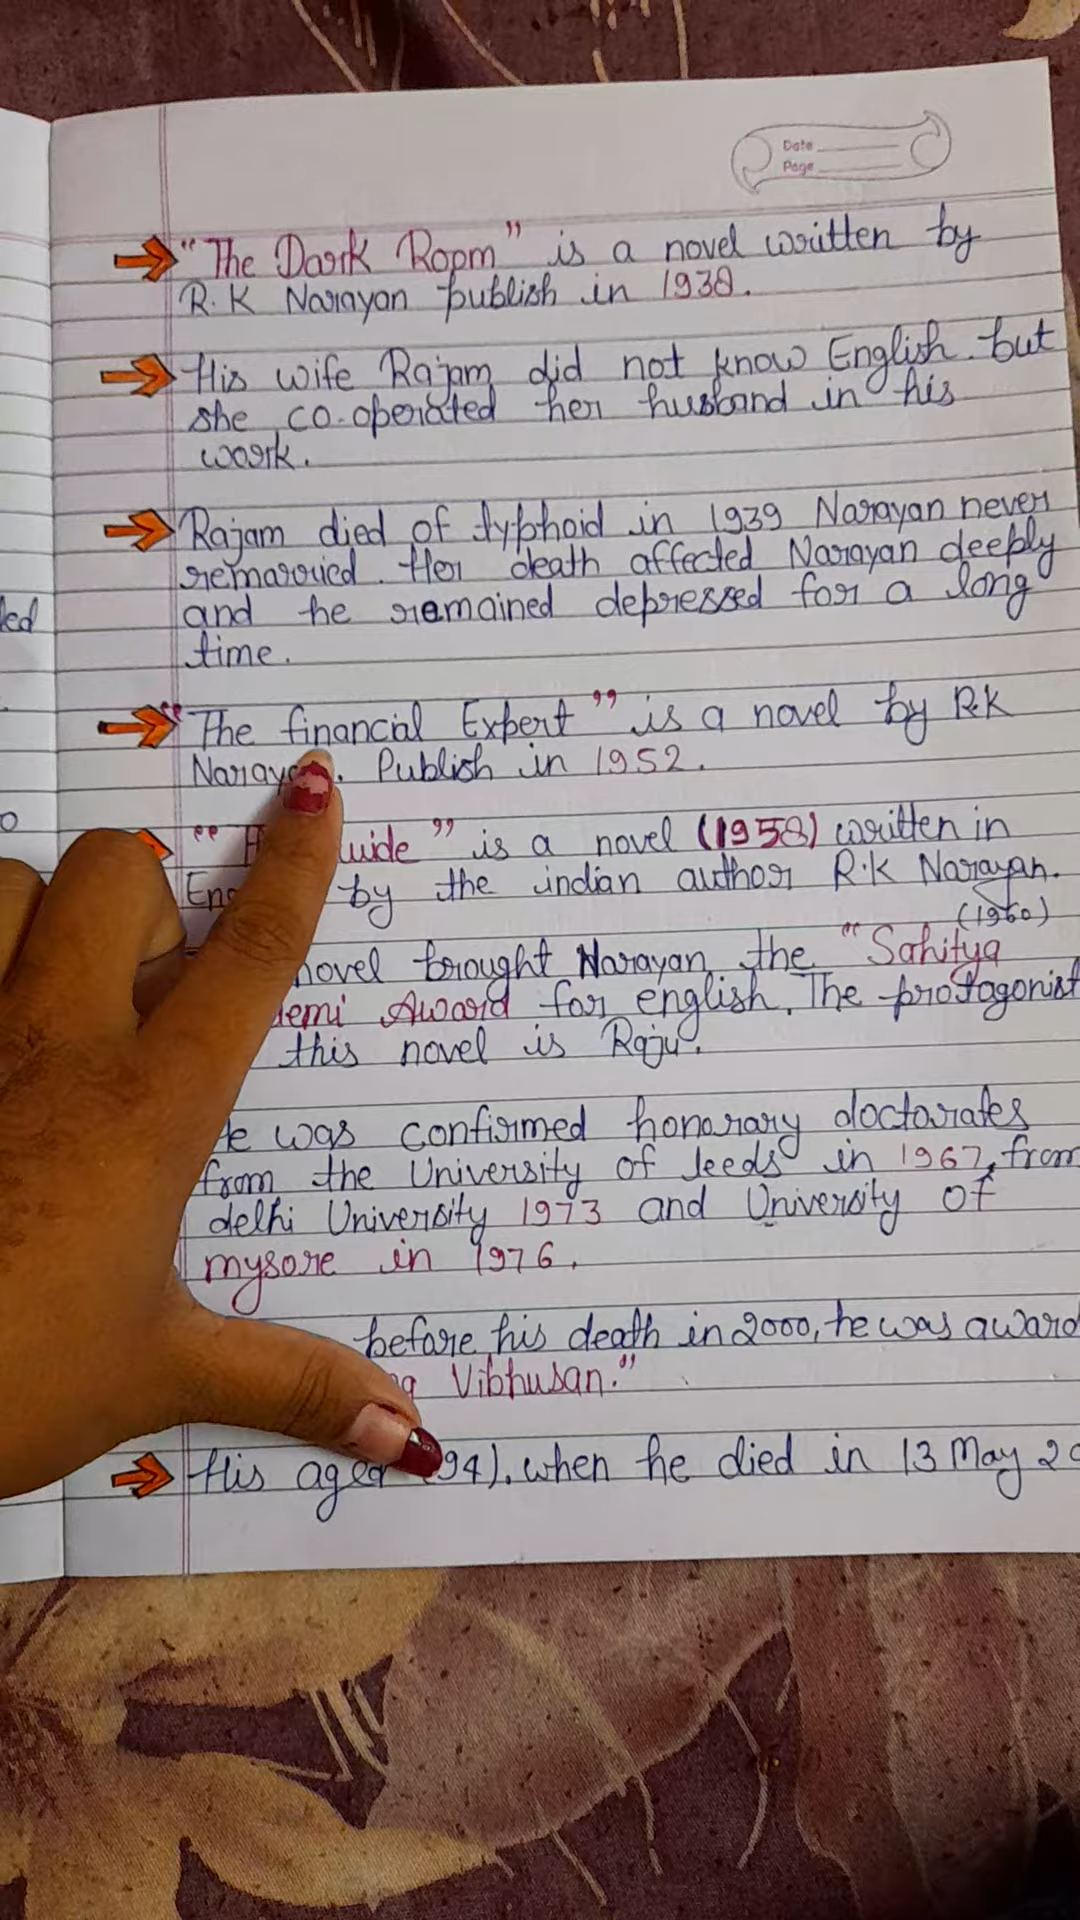 Date
Page
"The Dark Room" is a novel written by
R.K Narayan publish in 1938.
His wife Rajam did not know English. but
she co-operated her husband in his
work.
Rajam died of typhoid in 1939 Narayan never
remarried. Her death affected Narayan deeply
and he remained depressed for a long
time.
"The financial Expert" is a novel by R.K
Publish in 1952.
" uide" is a novel (1958) written in
by the indian author R.K Narayan.
(1960)
novel brought Narayan the "Sahitya
demi Award for english. The protagonist
this novel is Raju.
He was confirmed honorary doctorates
from the University of leeds in 1967, from
delhi University 1973 and University of
mysore in 1976.
before his death in 2000, he was award
Vibhusan."
His aged (94). when he died in 13 May 20
led